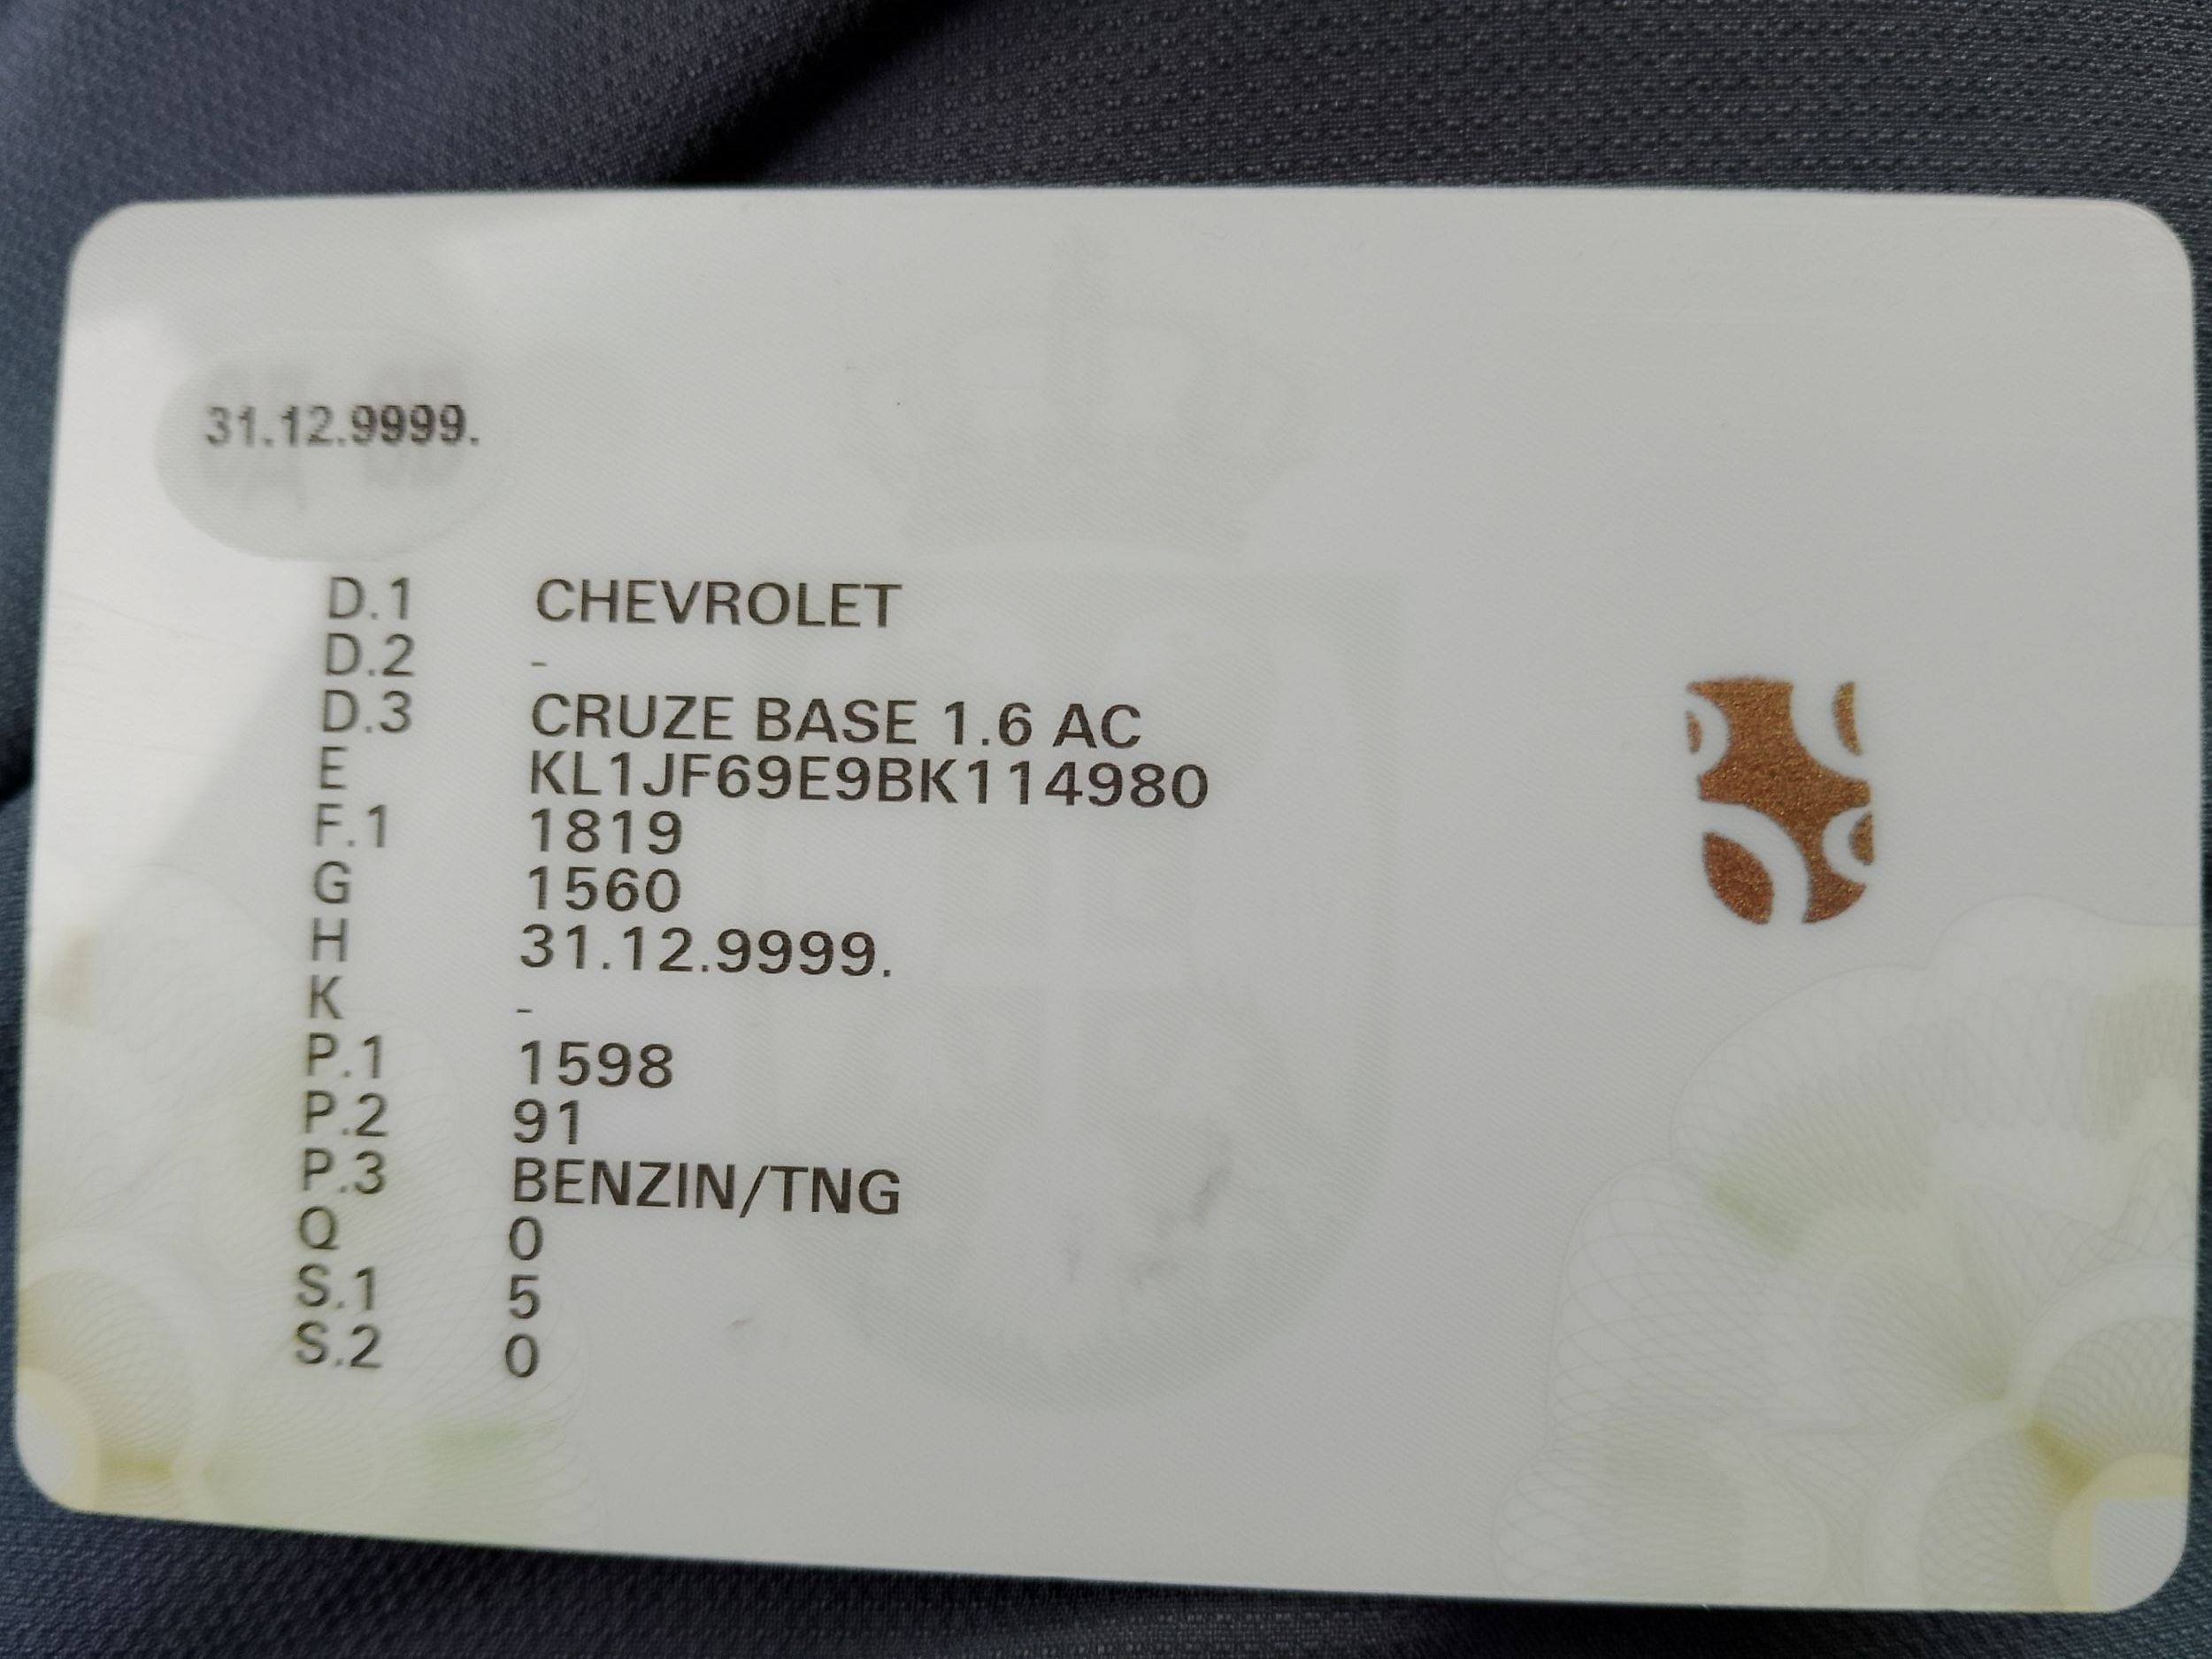 31.12.9999.
D.1 CHEVROLET
D.2 -
D.3 CRUZE BASE 1.6 AC
E KL1JF69E9BK114980
F.1 1819
G 1560
H 31.12.9999.
K -
P.1 1598
P.2 91
P.3 BENZIN/TNG
Q 0
S.1 5
S.2 0